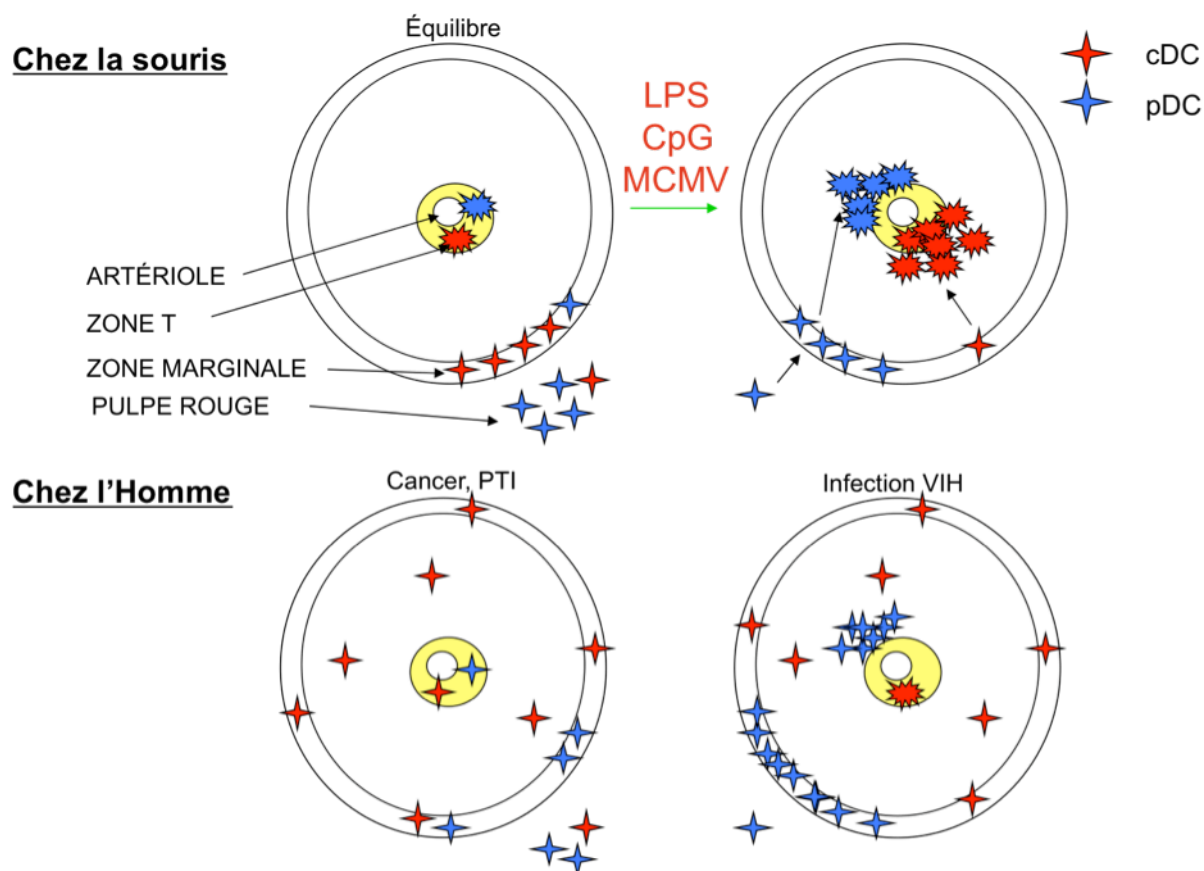 Équilibre
Chez la souris
cDC
pDC
LPS
CpG
MCMV
ARTÉRIOLE
ZONE T
ZONE MARGINALE
PULPE ROUGE
Chez l'Homme
Cancer, PTI
Infection VIH